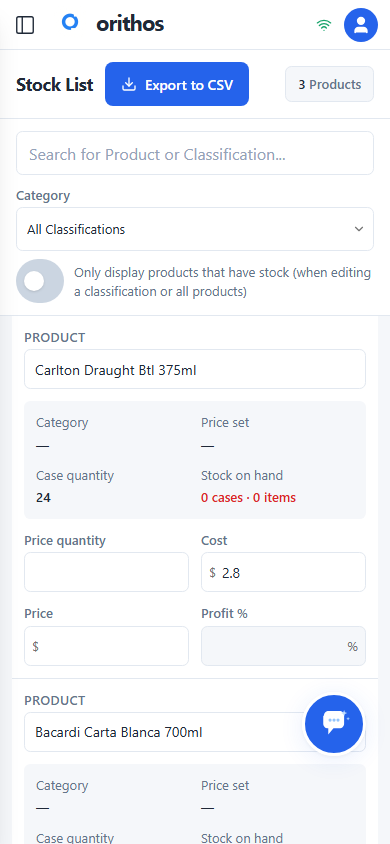 orithos
Stock List
Export to CSV
3 Products
Search for Product or Classification...
Category
All Classifications
Only display products that have stock (when editing
a classification or all products)
PRODUCT
Carlton Draught Btl 375ml
Category
Price set
—
—
Case quantity
Stock on hand
24
0 cases · 0 items
Price quantity
Cost
$ 2.8
Price
Profit %
$
%
PRODUCT
Bacardi Carta Blanca 700ml
Category
Price set
—
—
Case quantity
Stock on hand